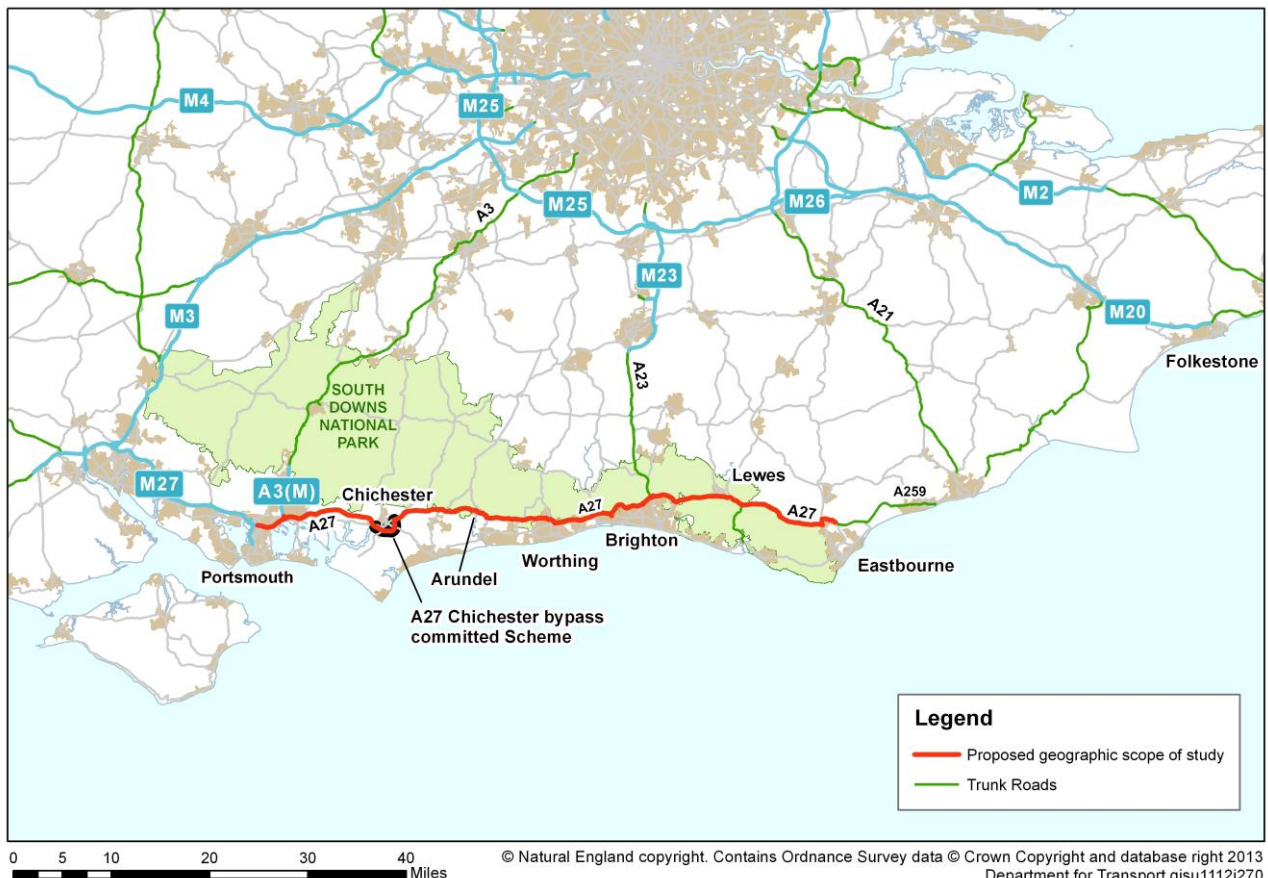 M4
M25
A3
M25
M26
M2
M23
M3
A21
M20
A23
Folkestone
SOUTH
DOWNS
NATIONAL
PARK
M27
A3(M)
Chichester
Lewes
A259
A27
A27
A27
Portsmouth
Arundel
Worthing
Brighton
Eastbourne
A27 Chichester bypass
committed Scheme
Legend
Proposed geographic scope of study
Trunk Roads
0 5 10 20 30 40
Miles
© Natural England copyright. Contains Ordnance Survey data © Crown Copyright and database right 2013
Department for Transport gisu1112j270